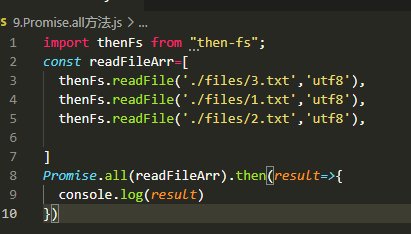 9.Promise.all方法.js > ...
1 import thenFs from "then-fs";
2 const readFileArr=[
3 thenFs.readFile('./files/3.txt','utf8'),
4 thenFs.readFile('./files/1.txt','utf8'),
5 thenFs.readFile('./files/2.txt','utf8'),
6
7 ]
8 Promise.all(readFileArr).then(result=>{
9 console.log(result)
10 })